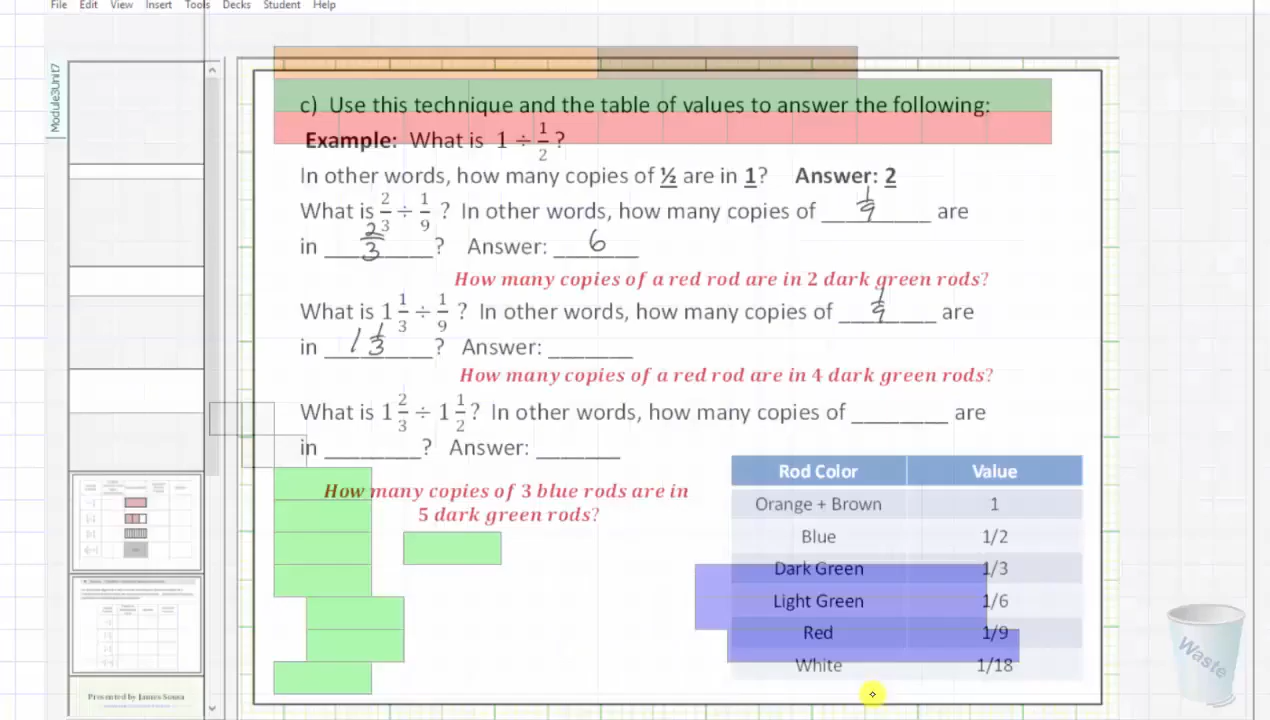 File Edit View Insert Tools Decks Student Help
Module3Unit7
c) Use this technique and the table of values to answer the following:
Example: What is 1 ÷ 1/2?
In other words, how many copies of ½ are in 1? Answer: 2
What is 2/3 ÷ 1/9 ? In other words, how many copies of 1/9 are
in 2/3 ? Answer: 6
How many copies of a red rod are in 2 dark green rods?
What is 1 1/3 ÷ 1/9 ? In other words, how many copies of 1/9 are
in 1 1/3 ? Answer: ______
How many copies of a red rod are in 4 dark green rods?
What is 1 2/3 ÷ 1 1/2? In other words, how many copies of ________ are
in ________? Answer: _______
How many copies of 3 blue rods are in
5 dark green rods?
Rod Color Value
Orange + Brown 1
Blue 1/2
Dark Green 1/3
Light Green 1/6
Red 1/9
White 1/18
Waste
Presented by James Sousa